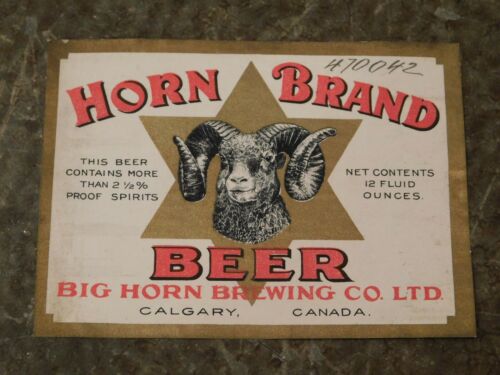 470042
HORN BRAND
THIS BEER
CONTAINS MORE
THAN 2 ½%
PROOF SPIRITS
NET CONTENTS
12 FLUID
OUNCES.
BEER
BIG HORN BREWING CO. LTD.
CALGARY, CANADA.